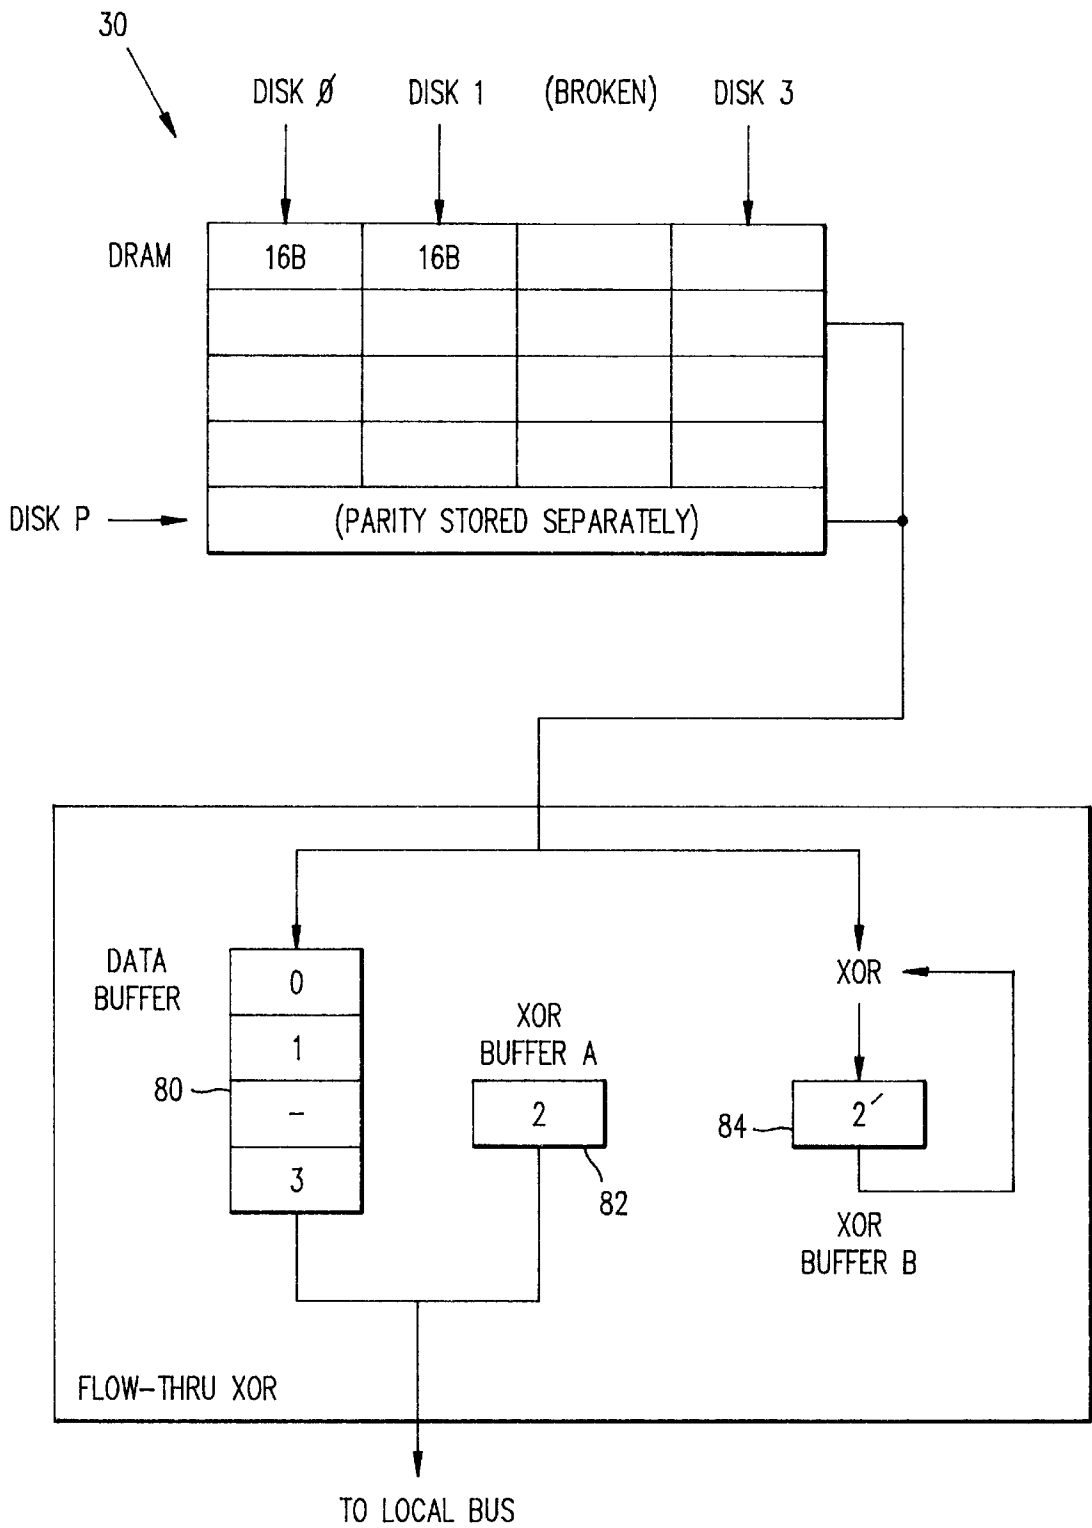 30
DISK 0 DISK 1 (BROKEN) DISK 3
DRAM 16B 16B
DISK P (PARITY STORED SEPARATELY)
DATA
BUFFER
0
1
–
3
80
XOR
BUFFER A
2
82
XOR
2′
84
XOR
BUFFER B
FLOW-THRU XOR
TO LOCAL BUS